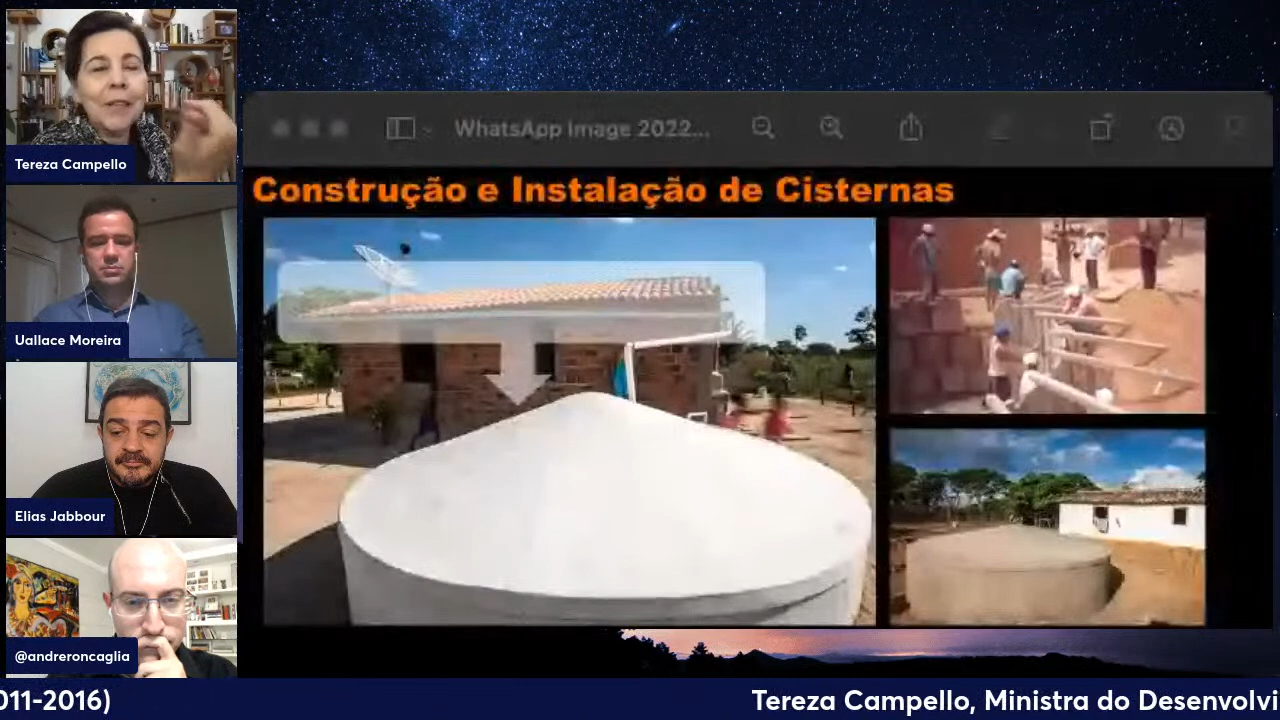 Tereza Campello
Uallace Moreira
Elias Jabbour
@andreroncaglia
WhatsApp Image 2022...
Construção e Instalação de Cisternas
011-2016)
Tereza Campello, Ministra do Desenvolvi